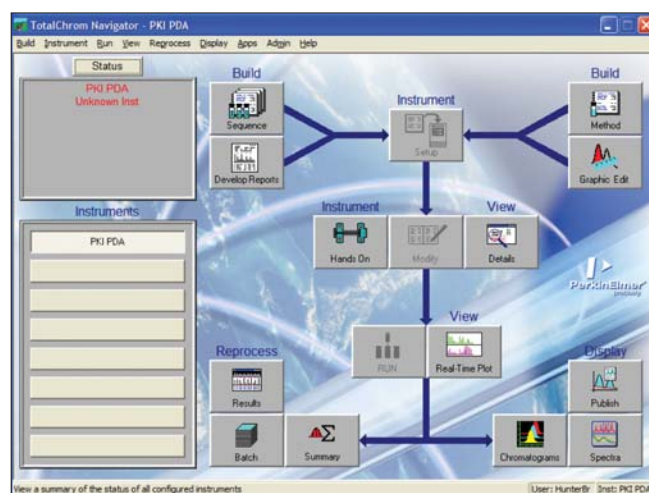 TotalChrom Navigator - PKI PDA
Build Instrument Run View Reprocess Display Apps Admin Help
Status
PKI PDA
Unknown Inst
Instruments
PKI PDA
Build
Sequence
Develop Reports
Instrument
Setup
Build
Method
Graphic Edit
Instrument
Hands On
Modify
View
Details
PerkinElmer
precisely
View
RUN
Real-Time Plot
Reprocess
Results
Batch
Summary
Display
Publish
Chromatograms
Spectra
View a summary of the status of all configured instruments
User: HunterBr Inst: PKI PDA